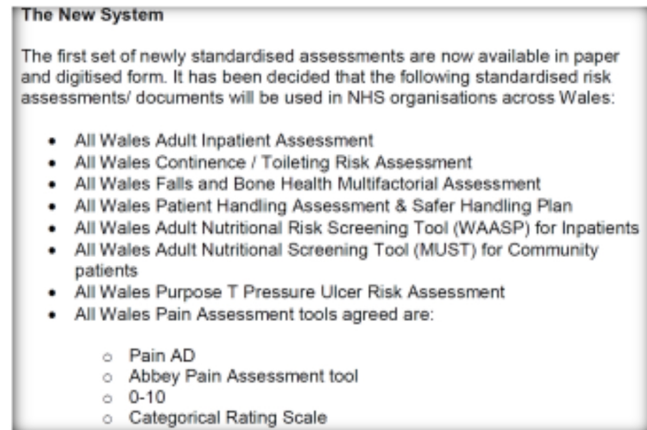 The New System
The first set of newly standardised assessments are now available in paper
and digitised form. It has been decided that the following standardised risk
assessments/ documents will be used in NHS organisations across Wales:
• All Wales Adult Inpatient Assessment
• All Wales Continence / Toileting Risk Assessment
• All Wales Falls and Bone Health Multifactorial Assessment
• All Wales Patient Handling Assessment & Safer Handling Plan
• All Wales Adult Nutritional Risk Screening Tool (WAASP) for Inpatients
• All Wales Adult Nutritional Screening Tool (MUST) for Community
patients
• All Wales Purpose T Pressure Ulcer Risk Assessment
• All Wales Pain Assessment tools agreed are:
o Pain AD
o Abbey Pain Assessment tool
o 0-10
o Categorical Rating Scale